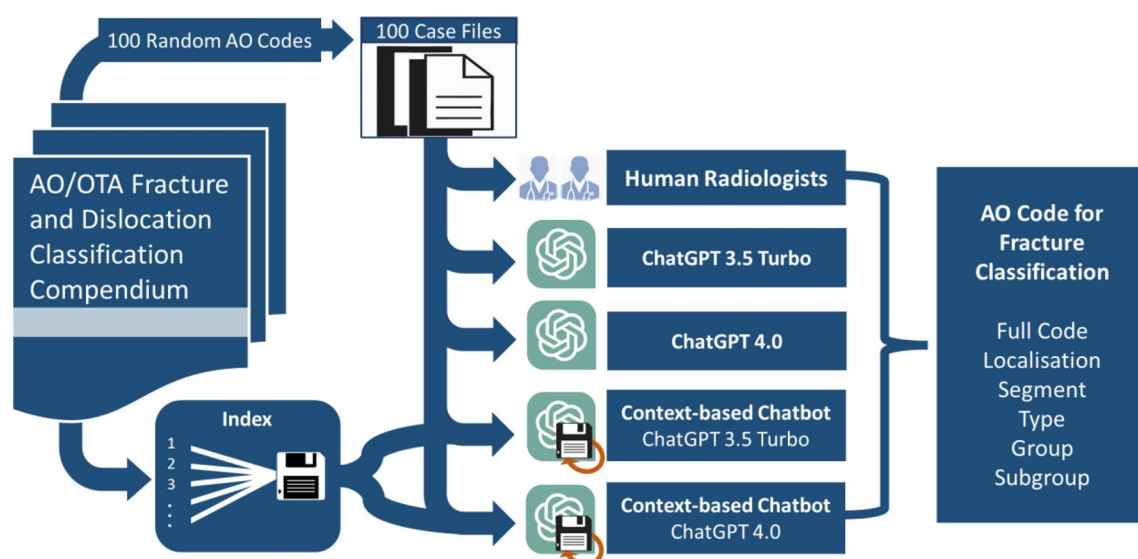 100 Random AO Codes
100 Case Files
AO/OTA Fracture
and Dislocation
Classification
Compendium
Index
1
2
3
.
.
.
Human Radiologists
ChatGPT 3.5 Turbo
ChatGPT 4.0
Context-based Chatbot
ChatGPT 3.5 Turbo
Context-based Chatbot
ChatGPT 4.0
AO Code for
Fracture
Classification
Full Code
Localisation
Segment
Type
Group
Subgroup